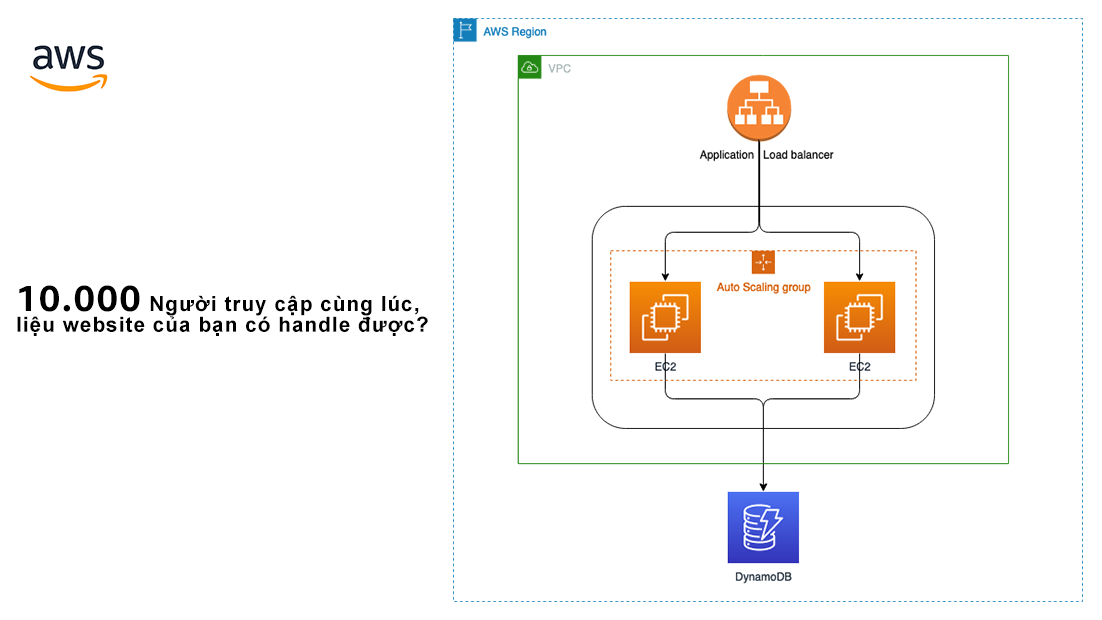 aws
AWS Region
VPC
Application Load balancer
10.000 Người truy cập cùng lúc,
liệu website của bạn có handle được?
Auto Scaling group
EC2
EC2
DynamoDB